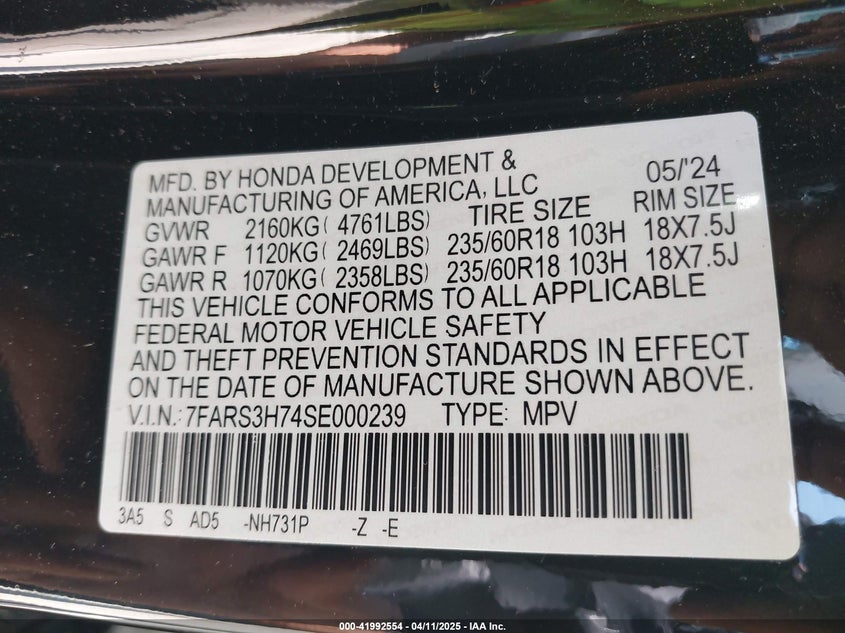 MFD. BY HONDA DEVELOPMENT & MANUFACTURING OF AMERICA, LLC 05/'24
GVWR 2160KG( 4761LBS) TIRE SIZE RIM SIZE
GAWR F 1120KG( 2469LBS) 235/60R18 103H 18X7.5J
GAWR R 1070KG( 2358LBS) 235/60R18 103H 18X7.5J
THIS VEHICLE CONFORMS TO ALL APPLICABLE
FEDERAL MOTOR VEHICLE SAFETY
AND THEFT PREVENTION STANDARDS IN EFFECT
ON THE DATE OF MANUFACTURE SHOWN ABOVE.
V.I.N.: 7FARS3H74SE000239 TYPE: MPV
3A5 S AD5 -NH731P -Z -E
000-41992554 - 04/11/2025 - IAA Inc.